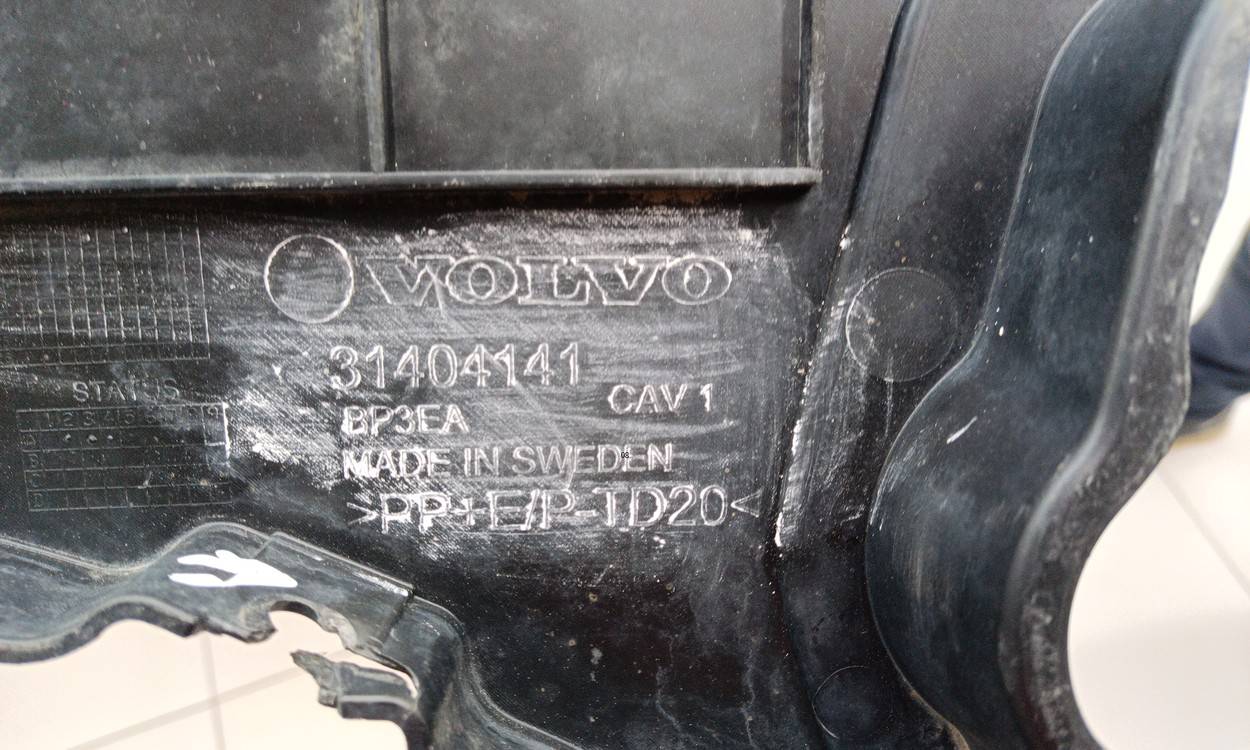 VOLVO
31404141
CAV 1
BP3EA
MADE IN SWEDEN
>PP+E/P-TD20<
STATUS